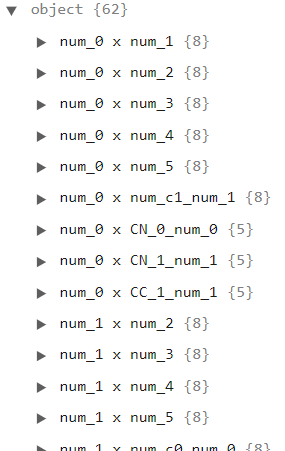 object {62}
num_0 x num_1 {8}
num_0 x num_2 {8}
num_0 x num_3 {8}
num_0 x num_4 {8}
num_0 x num_5 {8}
num_0 x num_c1_num_1 {8}
num_0 x CN_0_num_0 {5}
num_0 x CN_1_num_1 {5}
num_0 x CC_1_num_1 {5}
num_1 x num_2 {8}
num_1 x num_3 {8}
num_1 x num_4 {8}
num_1 x num_5 {8}
num_1 x num_c0_num_0 {8}